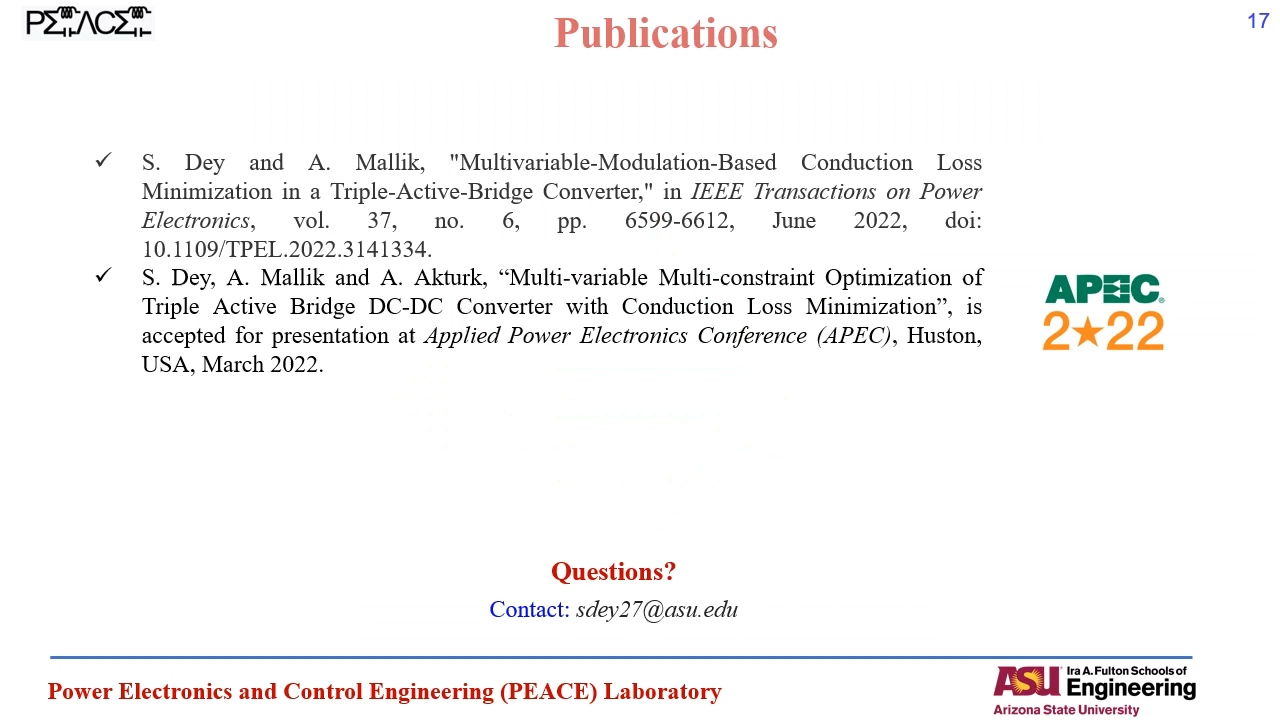 PΣΛCΣ
Publications
17
✓ S. Dey and A. Mallik, "Multivariable-Modulation-Based Conduction Loss
Minimization in a Triple-Active-Bridge Converter," in IEEE Transactions on Power
Electronics, vol. 37, no. 6, pp. 6599-6612, June 2022, doi:
10.1109/TPEL.2022.3141334.
✓ S. Dey, A. Mallik and A. Akturk, “Multi-variable Multi-constraint Optimization of
Triple Active Bridge DC-DC Converter with Conduction Loss Minimization”, is
accepted for presentation at Applied Power Electronics Conference (APEC), Huston,
USA, March 2022.
APEC®
2★22
Questions?
Contact: sdey27@asu.edu
Power Electronics and Control Engineering (PEACE) Laboratory
ASU Ira A. Fulton Schools of
Engineering
Arizona State University